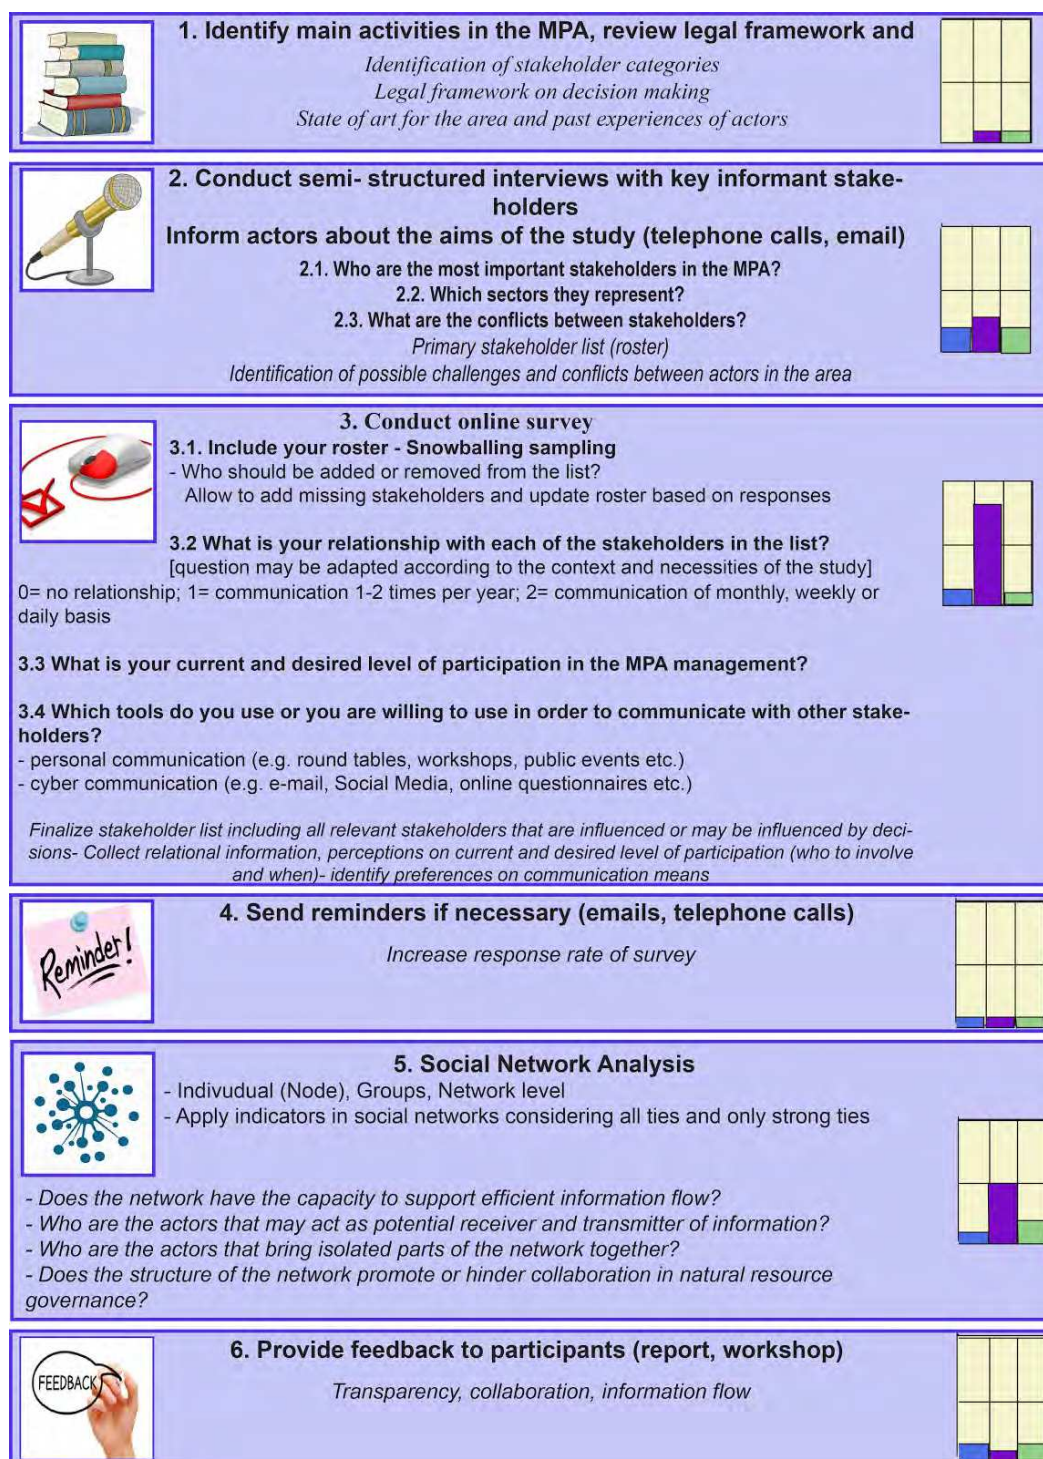 1. Identify main activities in the MPA, review legal framework and
Identification of stakeholder categories
Legal framework on decision making
State of art for the area and past experiences of actors
2. Conduct semi- structured interviews with key informant stake-
holders
Inform actors about the aims of the study (telephone calls, email)
2.1. Who are the most important stakeholders in the MPA?
2.2. Which sectors they represent?
2.3. What are the conflicts between stakeholders?
Primary stakeholder list (roster)
Identification of possible challenges and conflicts between actors in the area
3. Conduct online survey
3.1. Include your roster - Snowballing sampling
- Who should be added or removed from the list?
Allow to add missing stakeholders and update roster based on responses
3.2 What is your relationship with each of the stakeholders in the list?
[question may be adapted according to the context and necessities of the study]
0= no relationship; 1= communication 1-2 times per year; 2= communication of monthly, weekly or
daily basis
3.3 What is your current and desired level of participation in the MPA management?
3.4 Which tools do you use or you are willing to use in order to communicate with other stake-
holders?
- personal communication (e.g. round tables, workshops, public events etc.)
- cyber communication (e.g. e-mail, Social Media, online questionnaires etc.)
Finalize stakeholder list including all relevant stakeholders that are influenced or may be influenced by deci-
sions- Collect relational information, perceptions on current and desired level of participation (who to involve
and when)- identify preferences on communication means
Reminder!
4. Send reminders if necessary (emails, telephone calls)
Increase response rate of survey
5. Social Network Analysis
- Indivudual (Node), Groups, Network level
- Apply indicators in social networks considering all ties and only strong ties
- Does the network have the capacity to support efficient information flow?
- Who are the actors that may act as potential receiver and transmitter of information?
- Who are the actors that bring isolated parts of the network together?
- Does the structure of the network promote or hinder collaboration in natural resource
governance?
FEEDBACK
6. Provide feedback to participants (report, workshop)
Transparency, collaboration, information flow